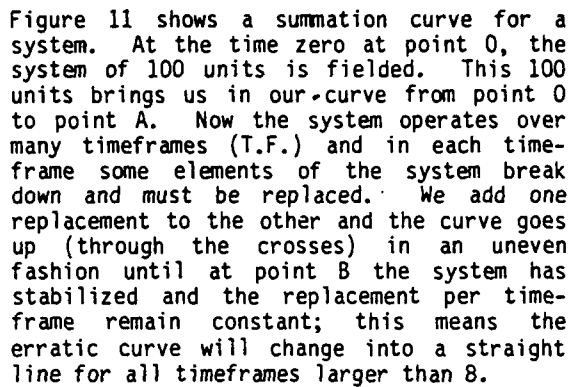 Figure 11 shows a summation curve for a
system. At the time zero at point O, the
system of 100 units is fielded. This 100
units brings us in our curve from point O
to point A. Now the system operates over
many timeframes (T.F.) and in each time-
frame some elements of the system break
down and must be replaced. We add one
replacement to the other and the curve goes
up (through the crosses) in an uneven
fashion until at point B the system has
stabilized and the replacement per time-
frame remain constant; this means the
erratic curve will change into a straight
line for all timeframes larger than 8.